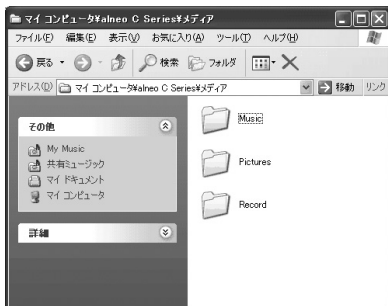 マイ コンピュータ¥alneo C Series¥メディア
ファイル(F) 編集(E) 表示(V) お気に入り(A) ツール(T) ヘルプ(H)
戻る 検索 フォルダ
アドレス(D) マイ コンピュータ¥alneo C Series¥メディア 移動 リンク
その他
My Music
共有ミュージック
マイ ドキュメント
マイ コンピュータ
詳細
Music
Pictures
Record